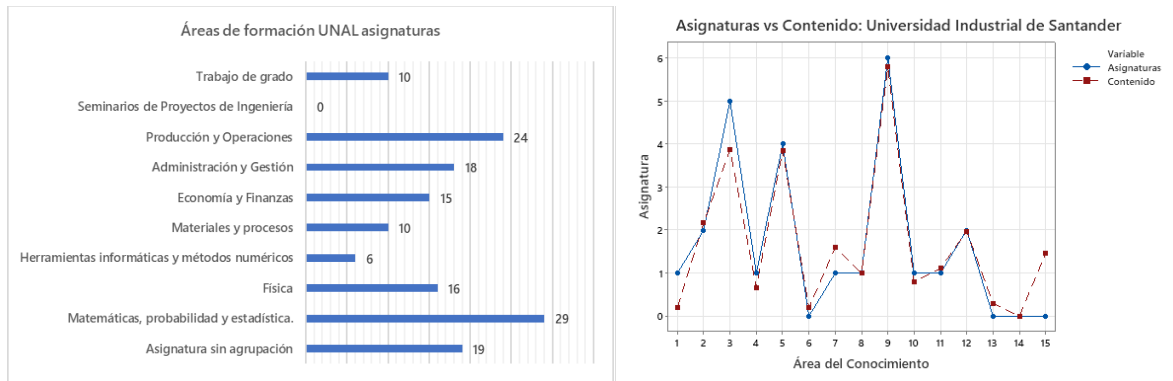 Áreas de formación UNAL asignaturas
Trabajo de grado
10
Seminarios de Proyectos de Ingeniería
0
Producción y Operaciones
24
Administración y Gestión
18
Economía y Finanzas
15
Materiales y procesos
10
Herramientas informáticas y métodos numéricos
6
Física
16
Matemáticas, probabilidad y estadística.
29
Asignatura sin agrupación
19
Asignaturas vs Contenido: Universidad Industrial de Santander
Variable
Asignaturas
Contenido
Asignatura
6
5
4
3
2
1
0
1 2 3 4 5 6 7 8 9 10 11 12 13 14 15
Área del Conocimiento